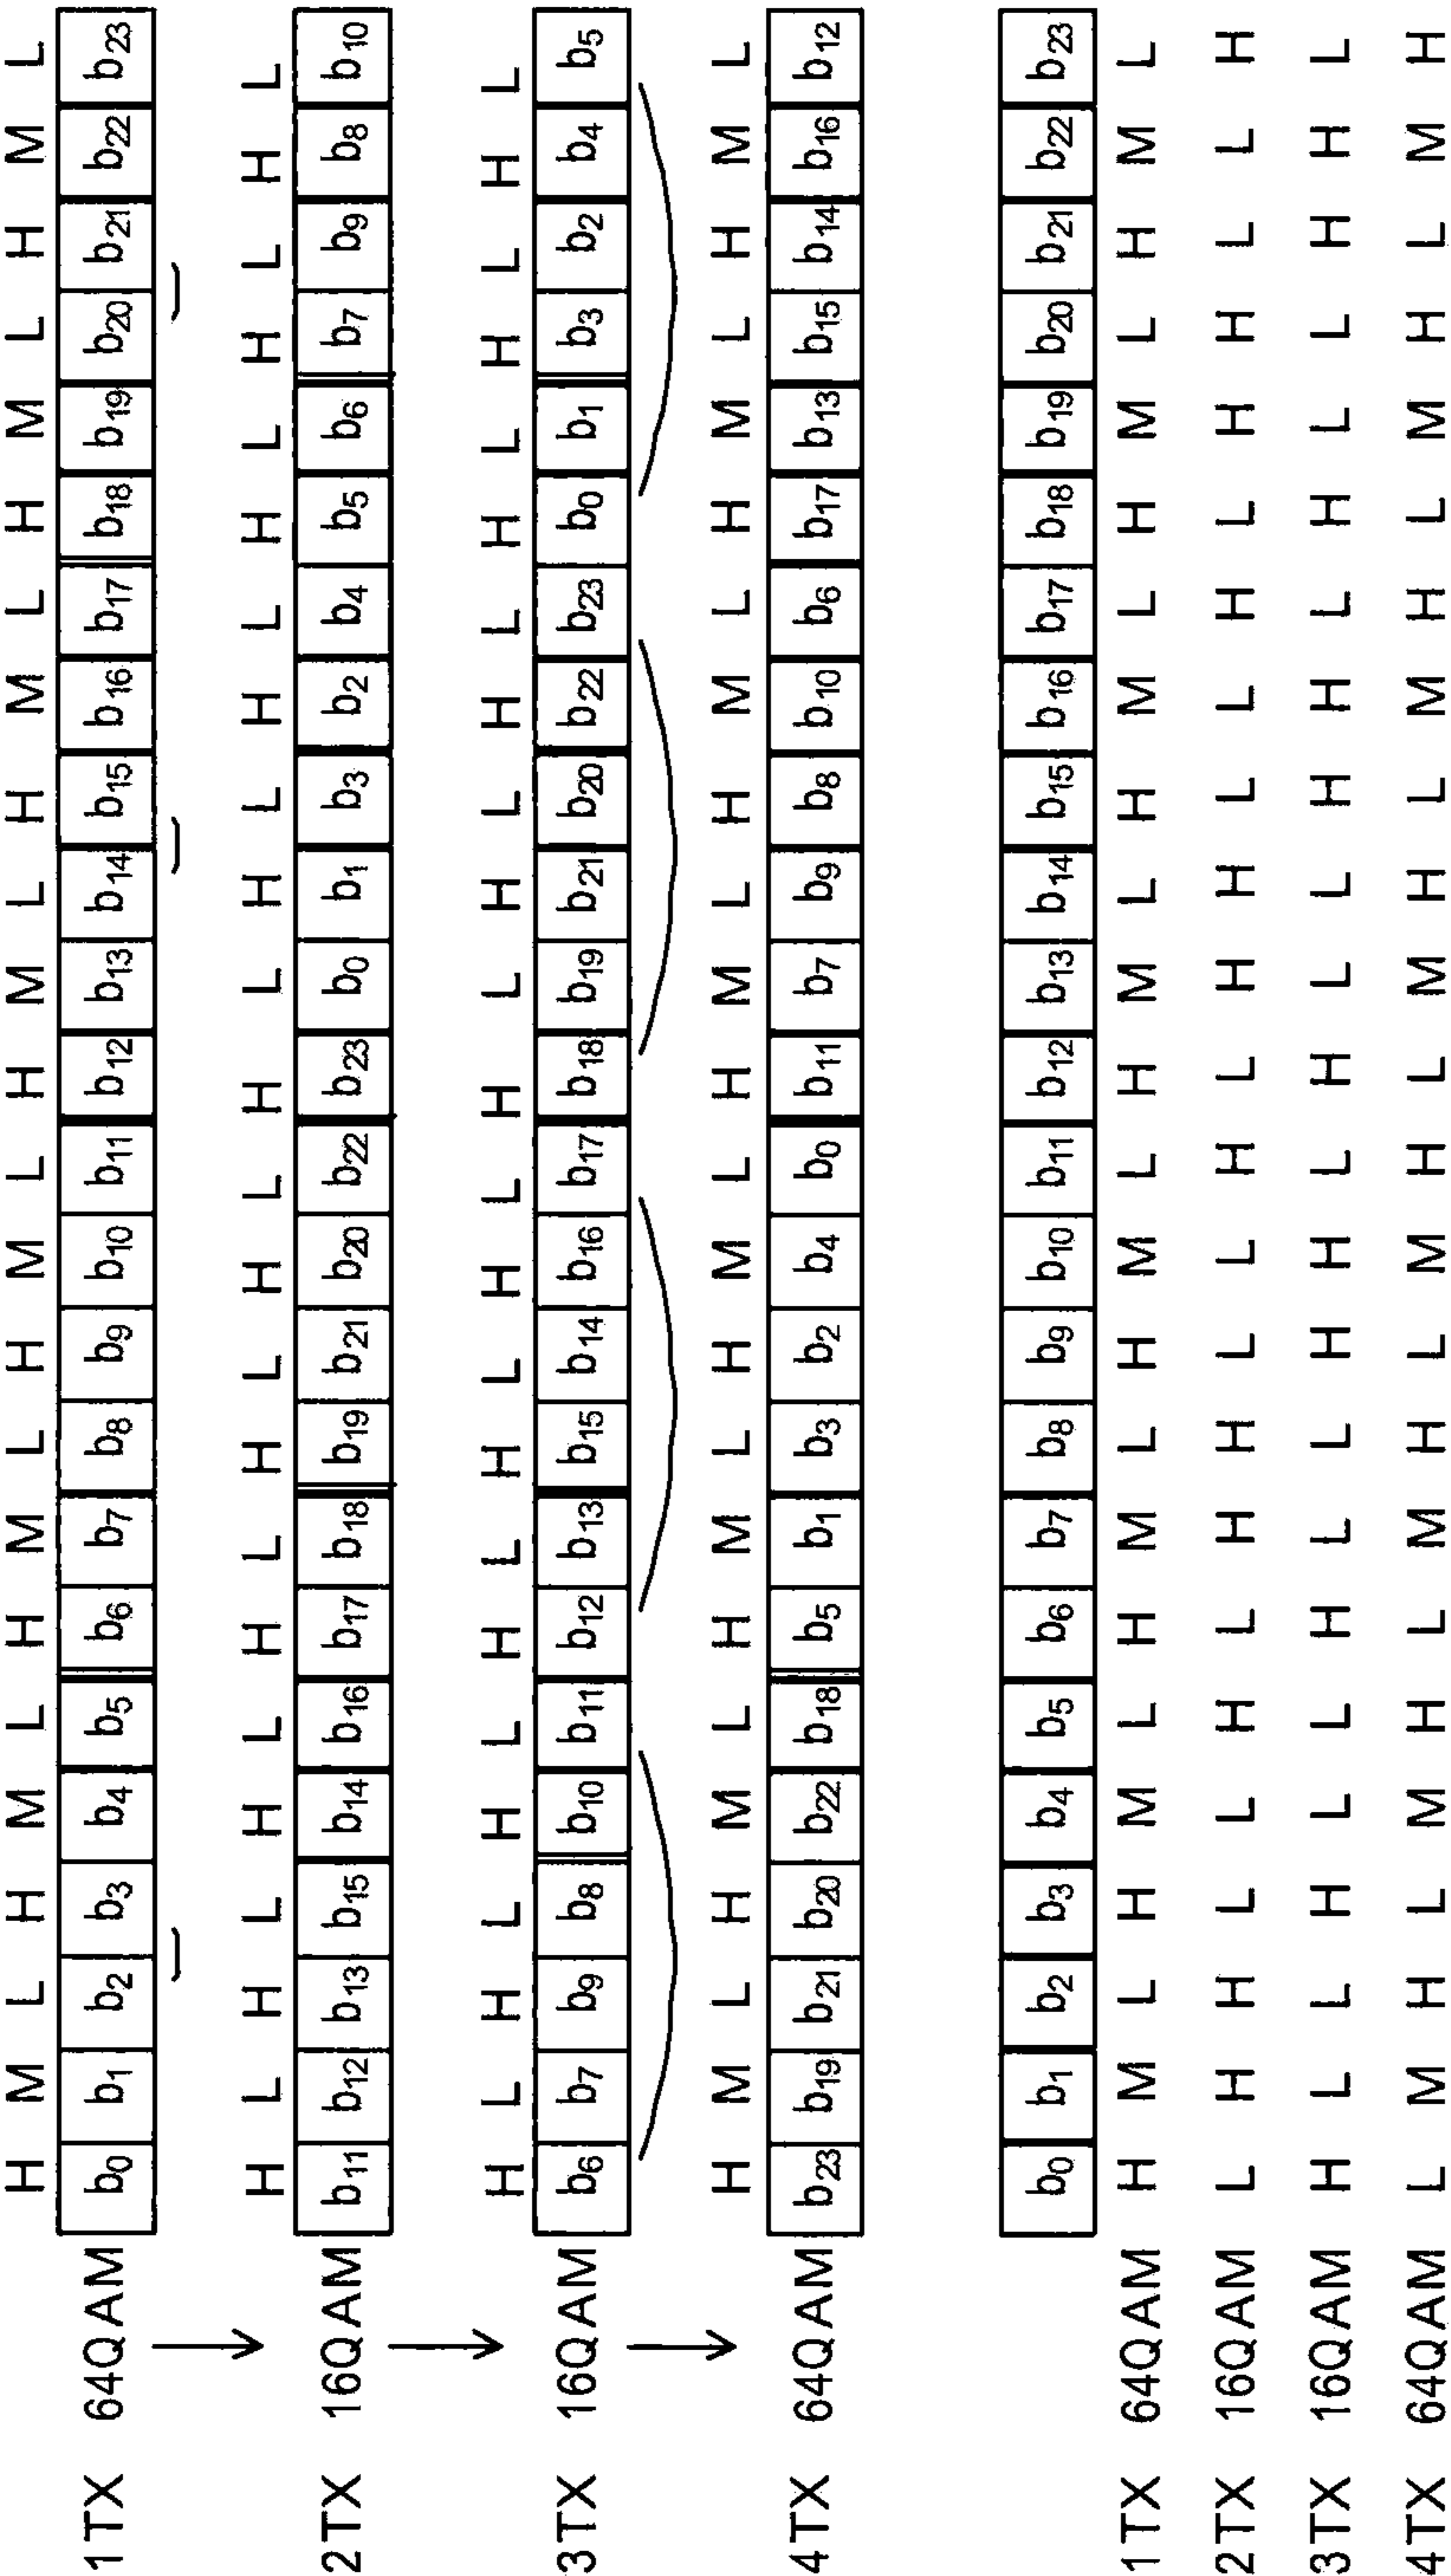 H M L H M L H M L H M L H M L H M L H M L H M L
1TX 64QAM b0 b1 b2 b3 b4 b5 b6 b7 b8 b9 b10 b11 b12 b13 b14 b15 b16 b17 b18 b19 b20 b21 b22 b23
H L H L H L H L H L H L H L H L H L H L H L H L
2TX 16QAM b11 b12 b13 b15 b14 b16 b17 b18 b19 b21 b20 b22 b23 b0 b1 b3 b2 b4 b5 b6 b7 b9 b8 b10
H L H L H L H L H L H L H L H L H L H L H L H L
3TX 16QAM b6 b7 b9 b8 b10 b11 b12 b13 b15 b14 b16 b17 b18 b19 b21 b20 b22 b23 b0 b1 b3 b2 b4 b5
H M L H M L H M L H M L H M L H M L H M L H M L
4TX 64QAM b23 b19 b21 b20 b22 b18 b5 b1 b3 b2 b4 b0 b11 b7 b9 b8 b10 b6 b17 b13 b15 b14 b16 b12
b0 b1 b2 b3 b4 b5 b6 b7 b8 b9 b10 b11 b12 b13 b14 b15 b16 b17 b18 b19 b20 b21 b22 b23
1TX 64QAM H M L H M L H M L H M L H M L H M L H M L H M L
2TX 16QAM L H H L L H L H H L L H L H H L L H L H H L L H
3TX 16QAM H L L H L L H L L H H L H L L H H L H L L H H L
4TX 64QAM L M H L M H L M H L M H L M H L M H L M H L M H